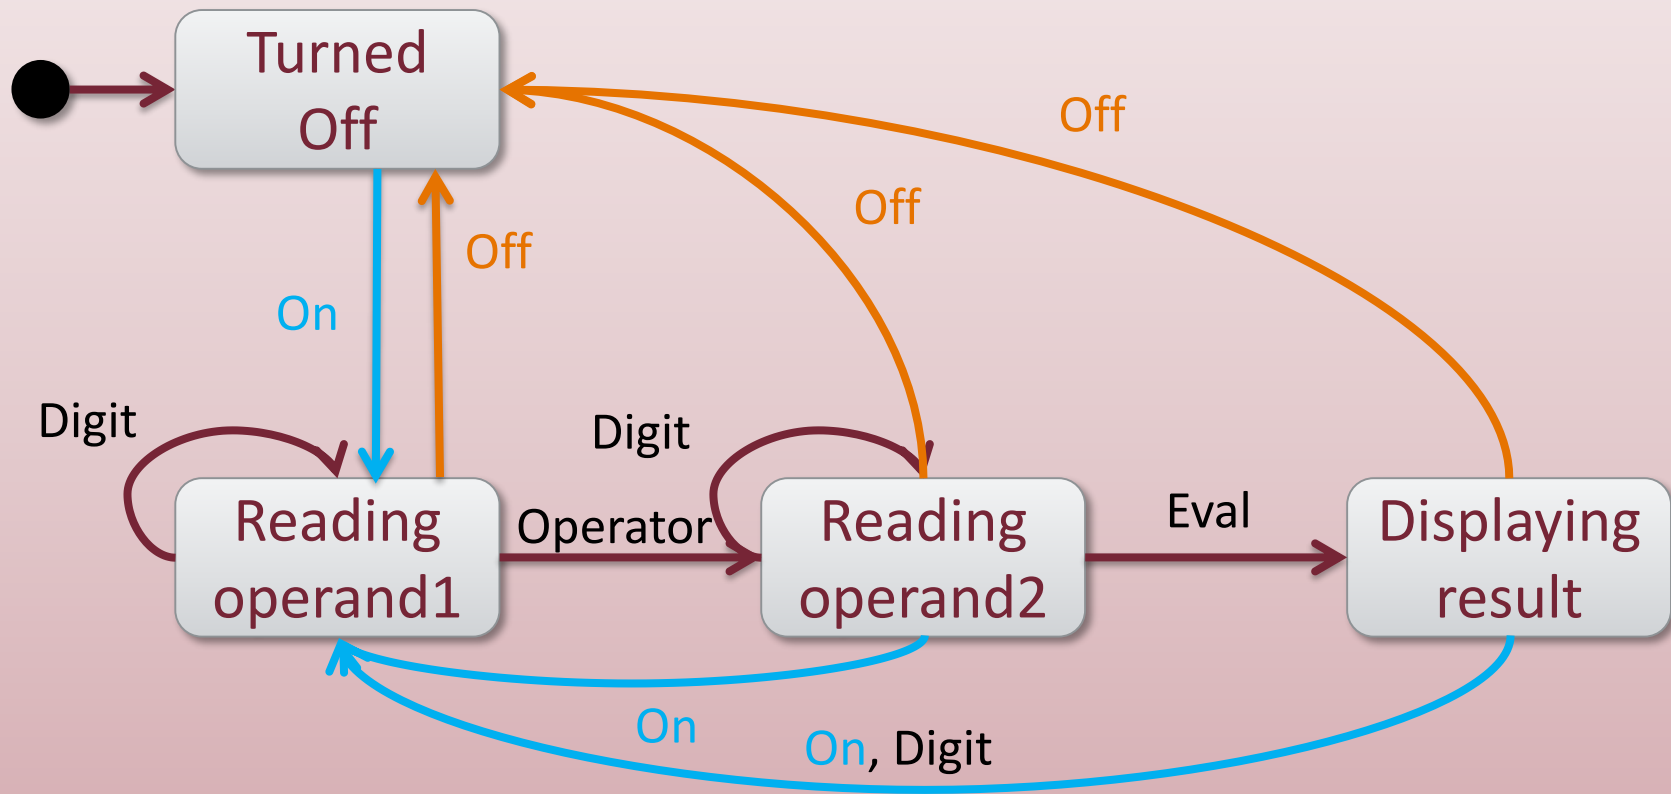 Turned
Off
Off
Off
Off
On
Digit
Digit
Reading
operand1
Operator
Reading
operand2
Eval
Displaying
result
On
On, Digit